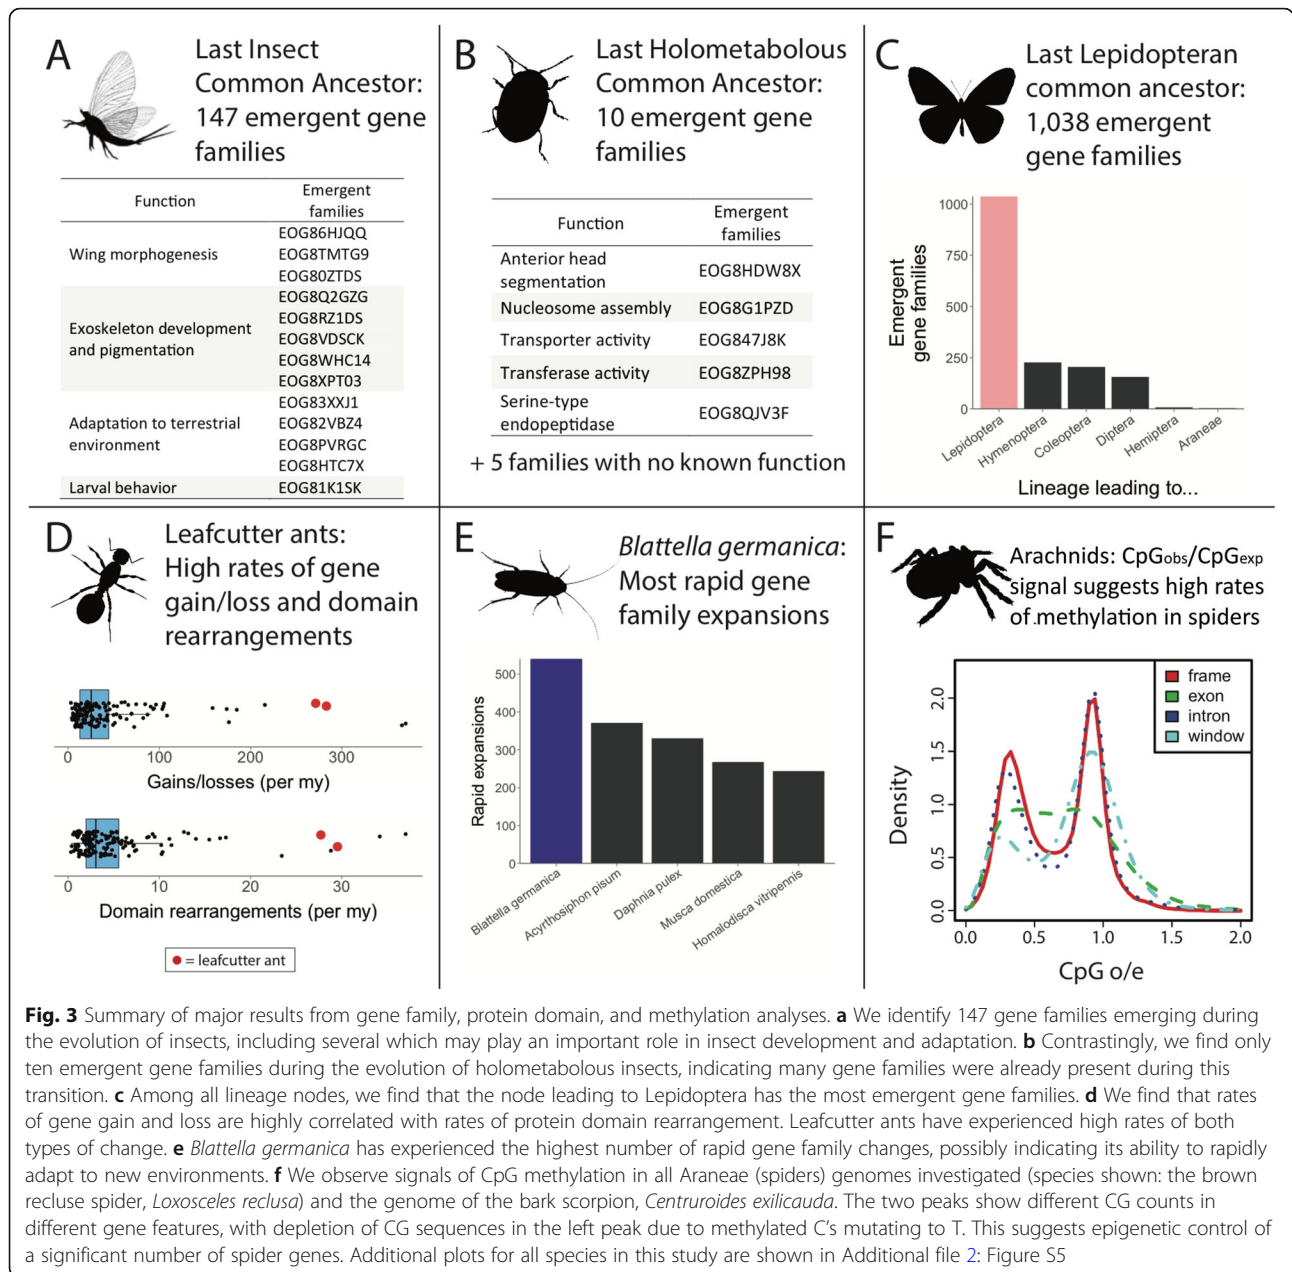 A
Last Insect
Common Ancestor:
147 emergent gene
families
Function
Emergent
families
Wing morphogenesis
EOG86HJQQ
EOG8TMTG9
EOG80ZTDS
Exoskeleton development
and pigmentation
EOG8Q2GZG
EOG8RZ1DS
EOG8VDSCK
EOG8WHC14
EOG8XPT03
Adaptation to terrestrial
environment
EOG83XXJ1
EOG82VBZ4
EOG8PVRGC
EOG8HTC7X
Larval behavior
EOG81K1SK
B
Last Holometabolous
Common Ancestor:
10 emergent gene
families
Function
Emergent
families
Anterior head
segmentation
EOG8HDW8X
Nucleosome assembly
EOG8G1PZD
Transporter activity
EOG847J8K
Transferase activity
EOG8ZPH98
Serine-type
endopeptidase
EOG8QJV3F
+ 5 families with no known function
C
Last Lepidopteran
common ancestor:
1,038 emergent
gene families
Emergent
gene families
1000
750
500
250
0
Lepidoptera
Hymenoptera
Coleoptera
Diptera
Hemiptera
Araneae
Lineage leading to...
D
Leafcutter ants:
High rates of gene
gain/loss and domain
rearrangements
0 100 200 300
Gains/losses (per my)
0 10 20 30
Domain rearrangements (per my)
= leafcutter ant
E
Blattella germanica:
Most rapid gene
family expansions
Rapid expansions
500
400
300
200
100
0
Blattella germanica
Acyrthosiphon pisum
Daphnia pulex
Musca domestica
Homalodisca vitripennis
F
Arachnids: CpGobs/CpGexp
signal suggests high rates
of methylation in spiders
frame
exon
intron
window
Density
2.0
1.5
1.0
0.5
0.0
0.0 0.5 1.0 1.5 2.0
CpG o/e
Fig. 3 Summary of major results from gene family, protein domain, and methylation analyses. a We identify 147 gene families emerging during
the evolution of insects, including several which may play an important role in insect development and adaptation. b Contrastingly, we find only
ten emergent gene families during the evolution of holometabolous insects, indicating many gene families were already present during this
transition. c Among all lineage nodes, we find that the node leading to Lepidoptera has the most emergent gene families. d We find that rates
of gene gain and loss are highly correlated with rates of protein domain rearrangement. Leafcutter ants have experienced high rates of both
types of change. e Blattella germanica has experienced the highest number of rapid gene family changes, possibly indicating its ability to rapidly
adapt to new environments. f We observe signals of CpG methylation in all Araneae (spiders) genomes investigated (species shown: the brown
recluse spider, Loxosceles reclusa) and the genome of the bark scorpion, Centruroides exilicauda. The two peaks show different CG counts in
different gene features, with depletion of CG sequences in the left peak due to methylated C's mutating to T. This suggests epigenetic control of
a significant number of spider genes. Additional plots for all species in this study are shown in Additional file 2: Figure S5